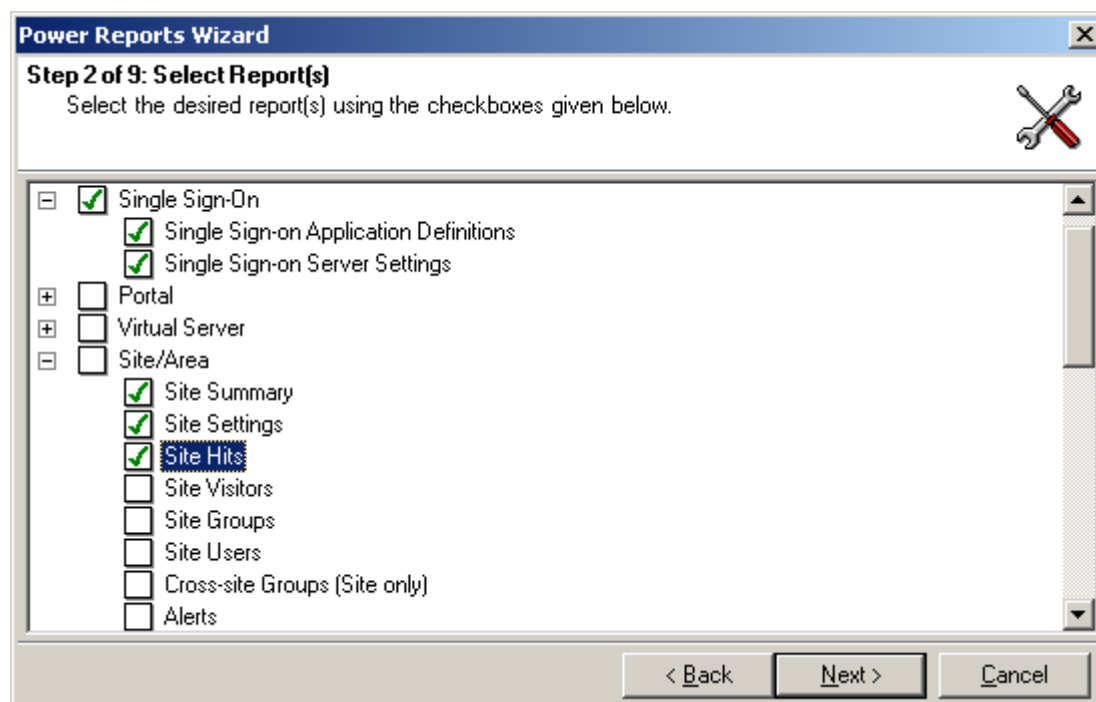 Power Reports Wizard
Step 2 of 9: Select Report(s)
Select the desired report(s) using the checkboxes given below.
Single Sign-On
Single Sign-on Application Definitions
Single Sign-on Server Settings
Portal
Virtual Server
Site/Area
Site Summary
Site Settings
Site Hits
Site Visitors
Site Groups
Site Users
Cross-site Groups (Site only)
Alerts
< Back Next > Cancel